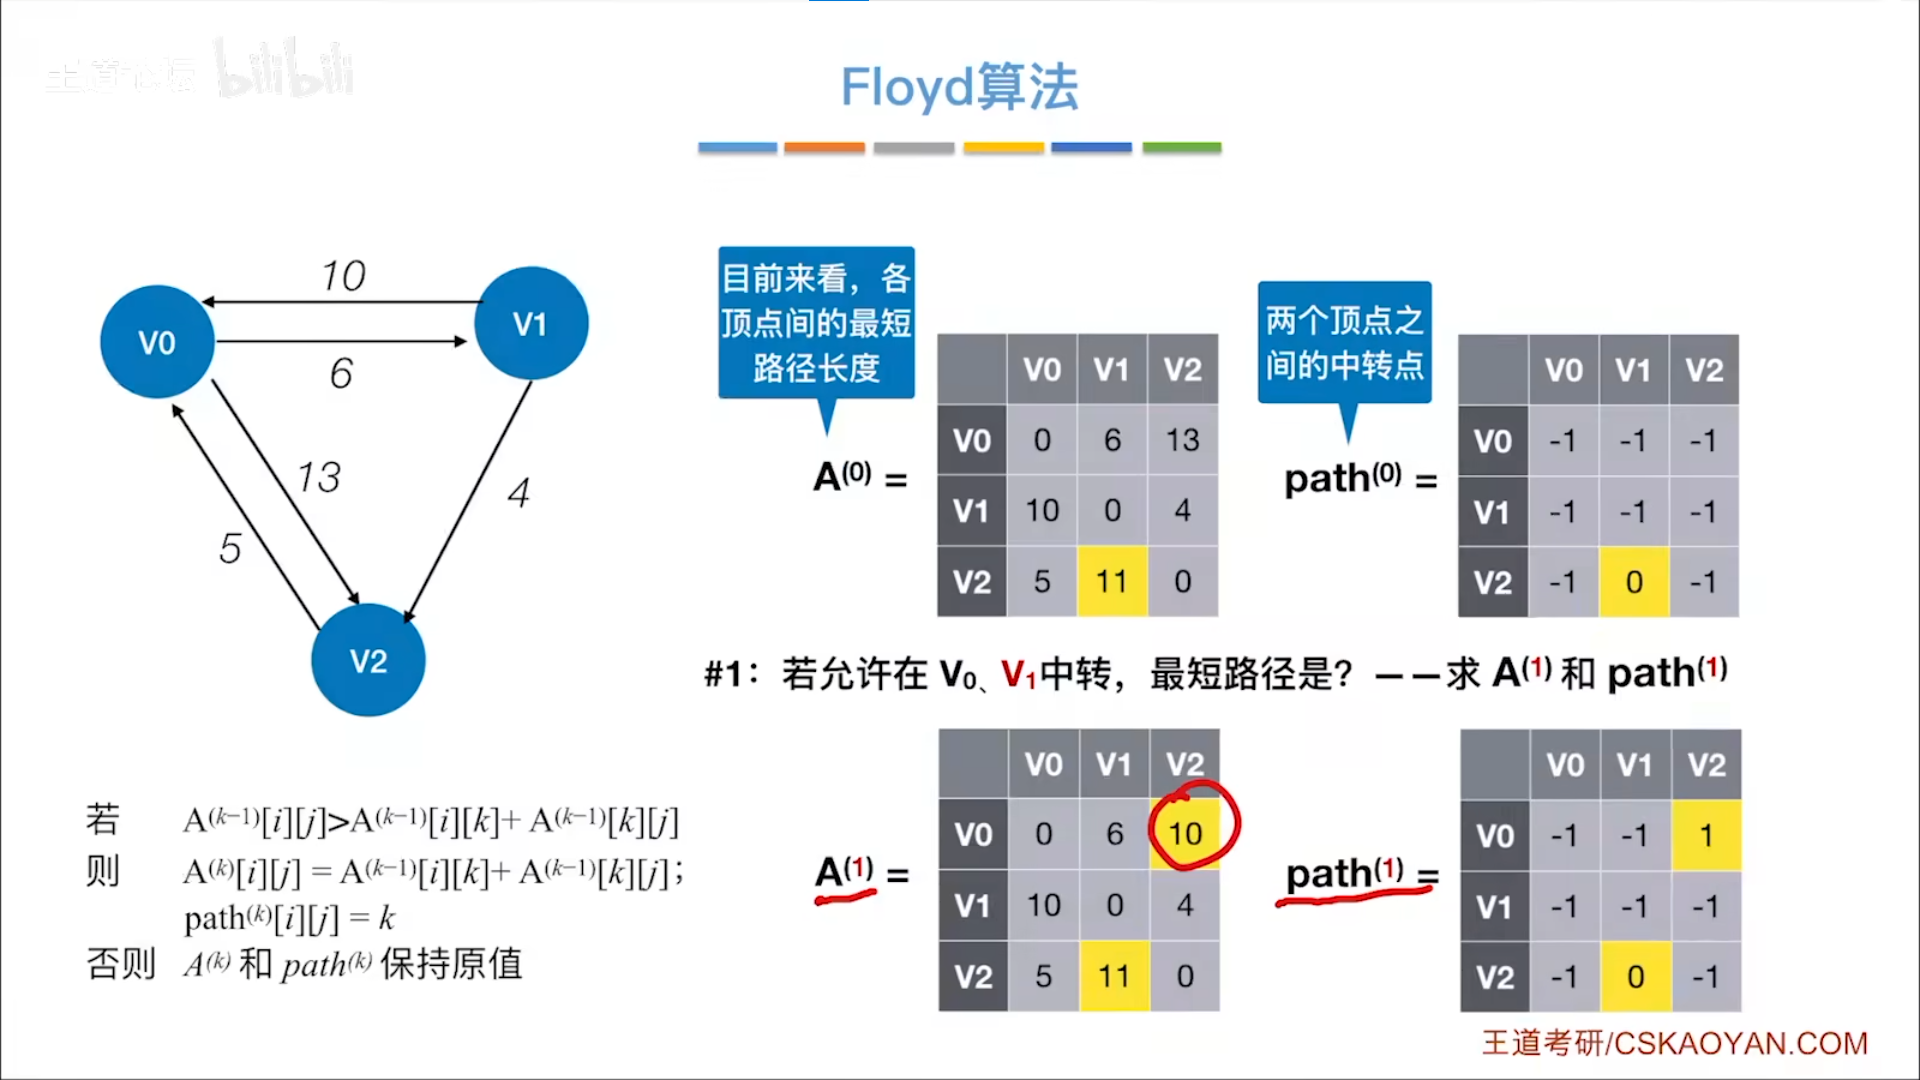 王道论坛 bilibili
Floyd算法
10
V0
V1
6
13
4
5
V2
目前来看，各
顶点间的最短
路径长度
A(0) =
V0 V1 V2
V0 0 6 13
V1 10 0 4
V2 5 11 0
两个顶点之
间的中转点
path(0) =
V0 V1 V2
V0 -1 -1 -1
V1 -1 -1 -1
V2 -1 0 -1
#1：若允许在 V0、V1中转，最短路径是？——求 A(1) 和 path(1)
A(1) =
V0 V1 V2
V0 0 6 10
V1 10 0 4
V2 5 11 0
path(1) =
V0 V1 V2
V0 -1 -1 1
V1 -1 -1 -1
V2 -1 0 -1
若 A(k−1)[i][j]>A(k−1)[i][k]+ A(k−1)[k][j]
则 A(k)[i][j] = A(k−1)[i][k]+ A(k−1)[k][j]；
path(k)[i][j] = k
否则 A(k) 和 path(k) 保持原值
王道考研/CSKAOYAN.COM